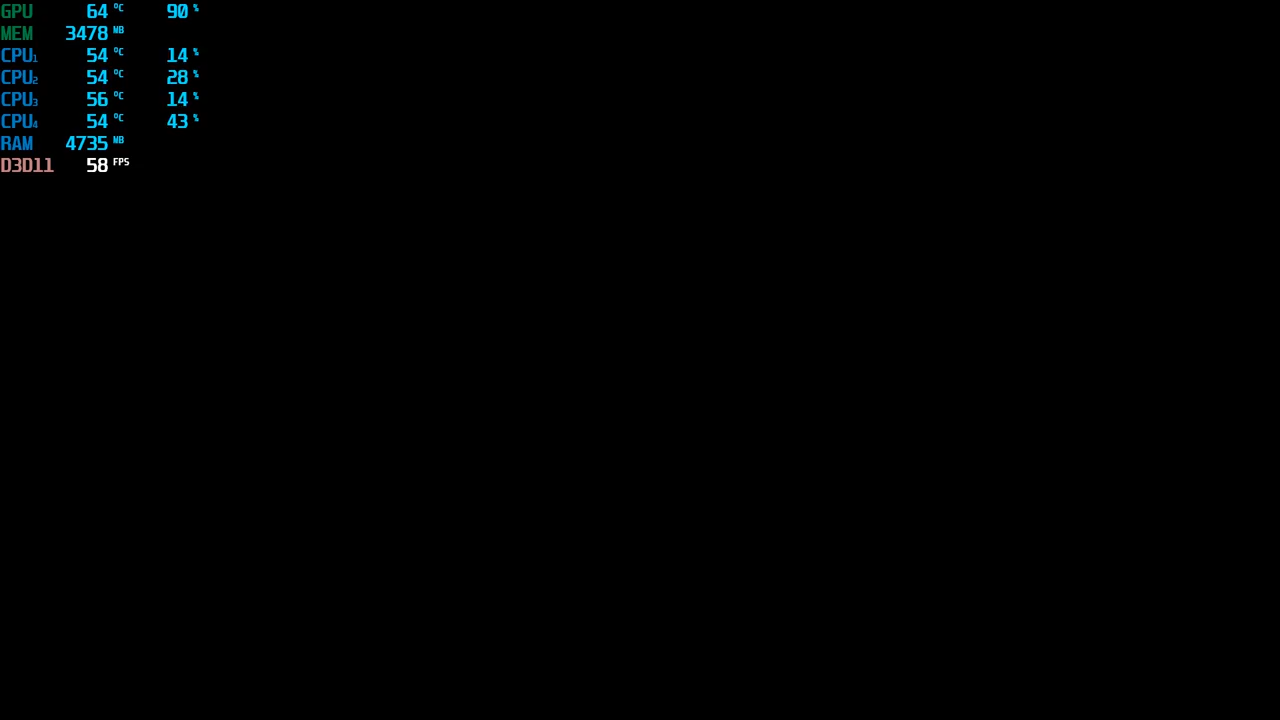 GPU 64 °C 90 %
MEM 3478 MB
CPU1 54 °C 14 %
CPU2 54 °C 28 %
CPU3 56 °C 14 %
CPU4 54 °C 43 %
RAM 4735 MB
D3D11 58 FPS